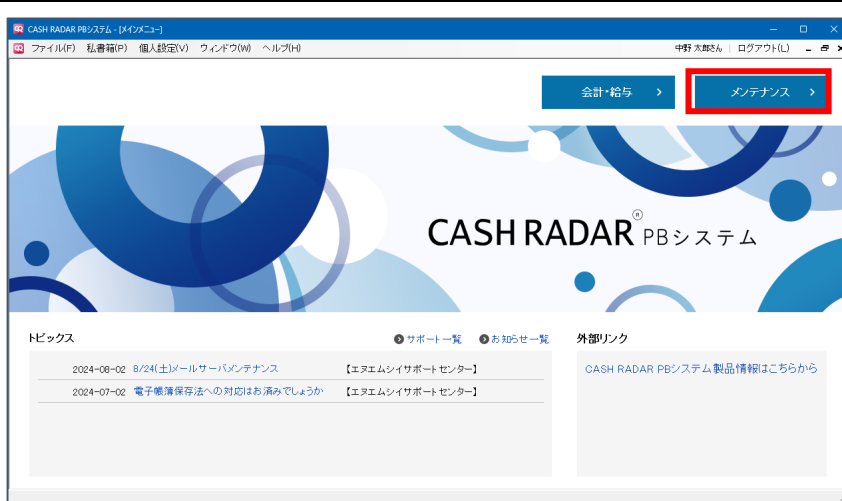 CASH RADAR PBシステム - [メインメニュー]
ファイル(F) 私書箱(P) 個人設定(V) ウィンドウ(W) ヘルプ(H) 中野 太郎さん | ログアウト(L)
会計・給与 >
メンテナンス >
CASH RADAR® PBシステム
トピックス サポート一覧 お知らせ一覧
2024-08-02 8/24(土)メールサーバメンテナンス 【エヌエムシイサポートセンター】
2024-07-02 電子帳簿保存法への対応はお済みでしょうか 【エヌエムシイサポートセンター】
外部リンク
CASH RADAR PBシステム製品情報はこちらから